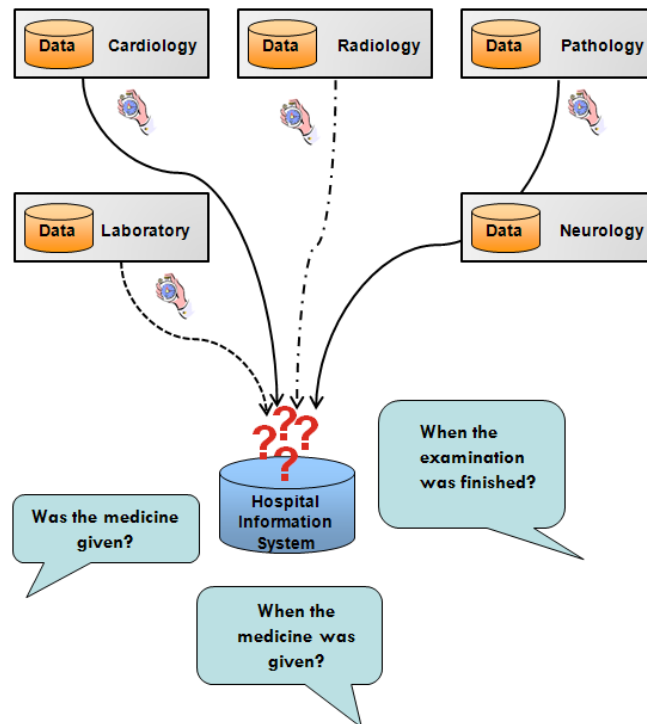 Data Cardiology
Data Radiology
Data Pathology
Data Laboratory
Data Neurology
? ? ? ?
Hospital
Information
System
When the
examination
was finished?
Was the medicine
given?
When the
medicine was
given?